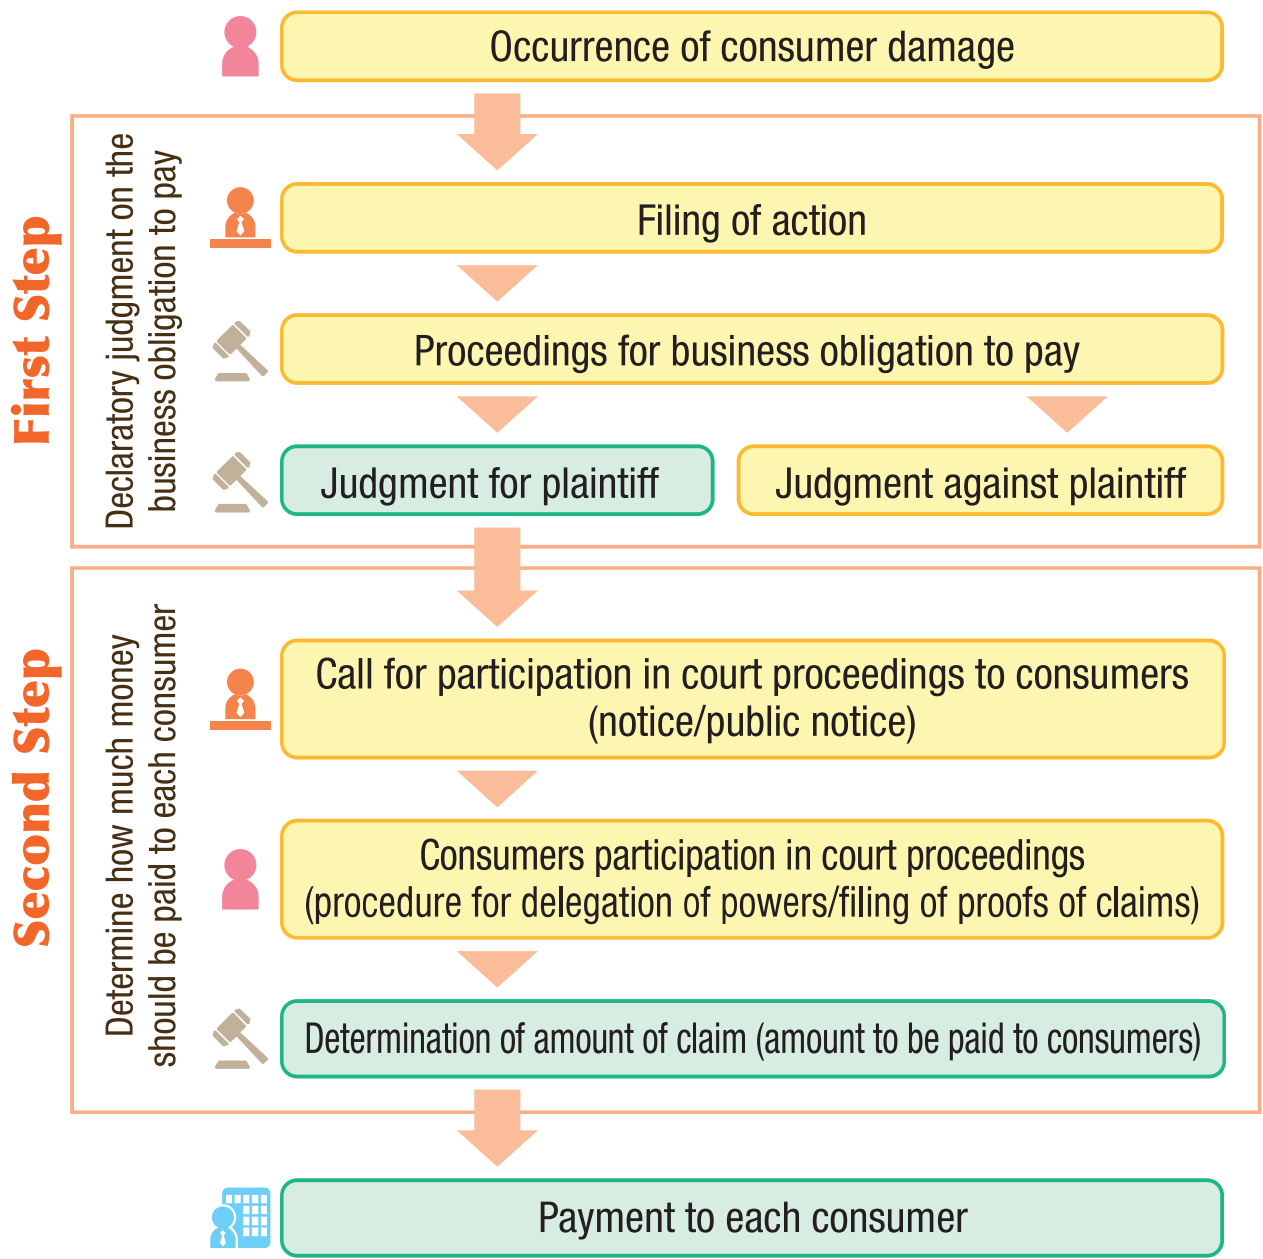 Occurrence of consumer damage
First Step
Declaratory judgment on the
business obligation to pay
Filing of action
Proceedings for business obligation to pay
Judgment for plaintiff
Judgment against plaintiff
Second Step
Determine how much money
should be paid to each consumer
Call for participation in court proceedings to consumers
(notice/public notice)
Consumers participation in court proceedings
(procedure for delegation of powers/filing of proofs of claims)
Determination of amount of claim (amount to be paid to consumers)
Payment to each consumer